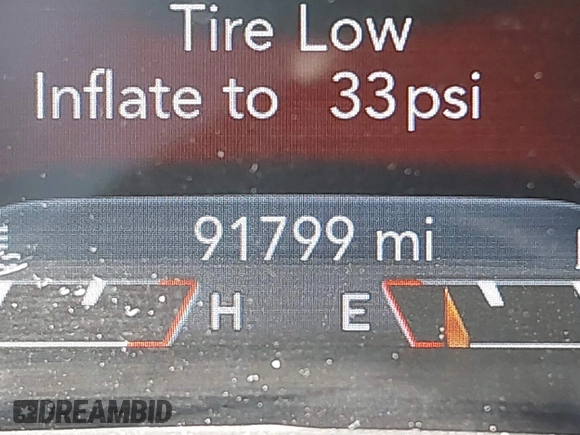 Tire Low
Inflate to 33 psi
91799 mi
H E
DREAMBID